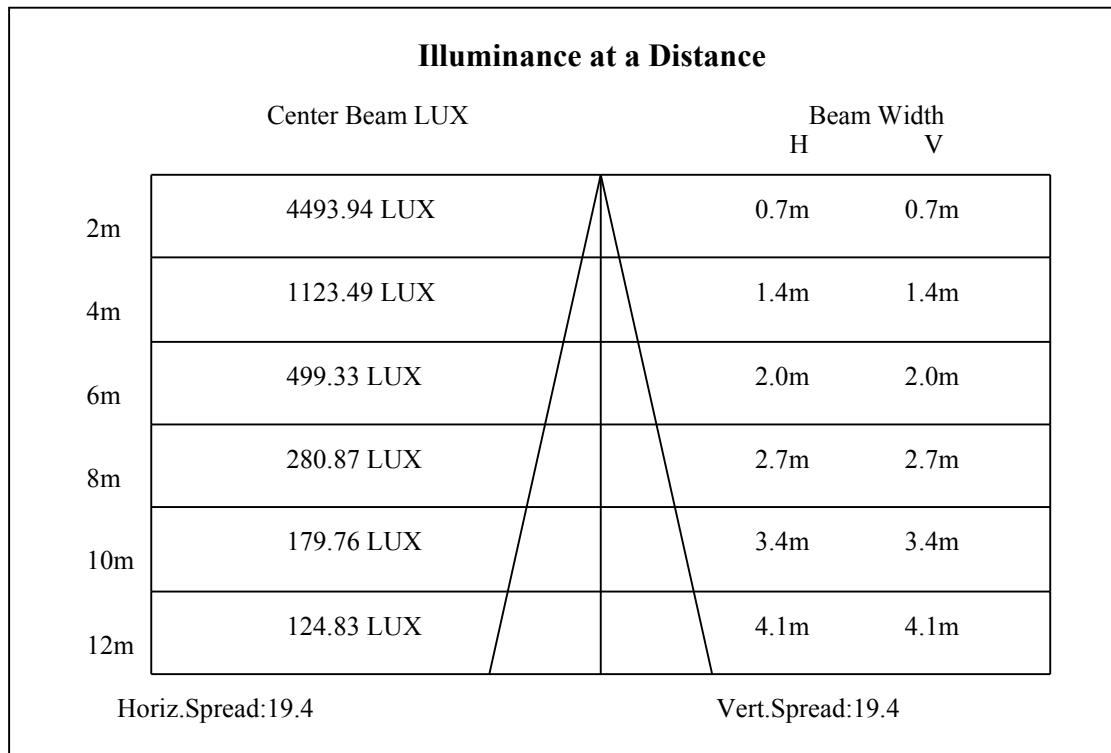 Illuminance at a Distance
Center Beam LUX Beam Width
H V
2m 4493.94 LUX 0.7m 0.7m
4m 1123.49 LUX 1.4m 1.4m
6m 499.33 LUX 2.0m 2.0m
8m 280.87 LUX 2.7m 2.7m
10m 179.76 LUX 3.4m 3.4m
12m 124.83 LUX 4.1m 4.1m
Horiz.Spread:19.4 Vert.Spread:19.4